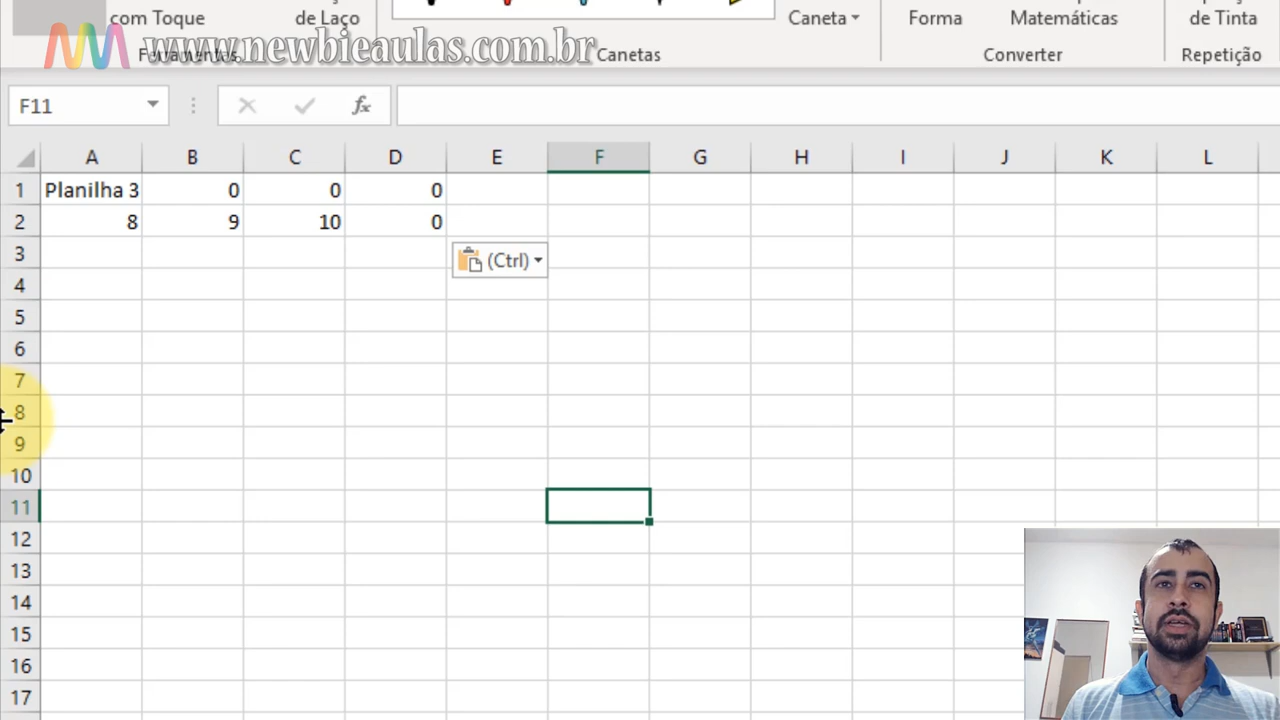 com Toque
de Laço
Caneta
Forma
Matemáticas
de Tinta
www.newbieaulas.com.br
Ferramentas
Canetas
Converter
Repetição
F11
fx
A B C D E F G H I J K L
1 Planilha 3 0 0 0
2 8 9 10 0
3
(Ctrl)
4
5
6
7
8
9
10
11
12
13
14
15
16
17